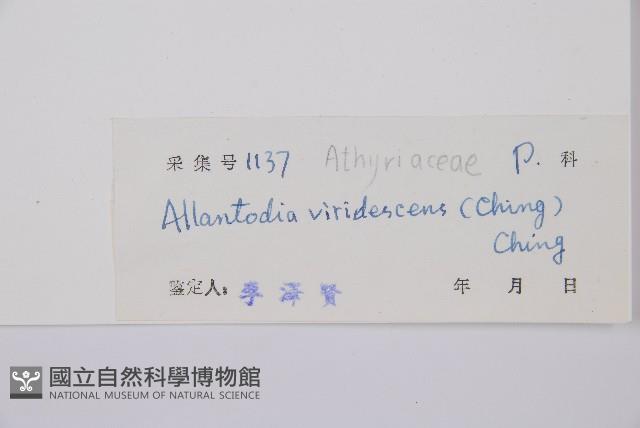 采集号 1137 Athyriaceae P. 科
Allantodia viridescens (Ching)
Ching
鉴定人: 李泽贤 年 月 日
國立自然科學博物館
NATIONAL MUSEUM OF NATURAL SCIENCE